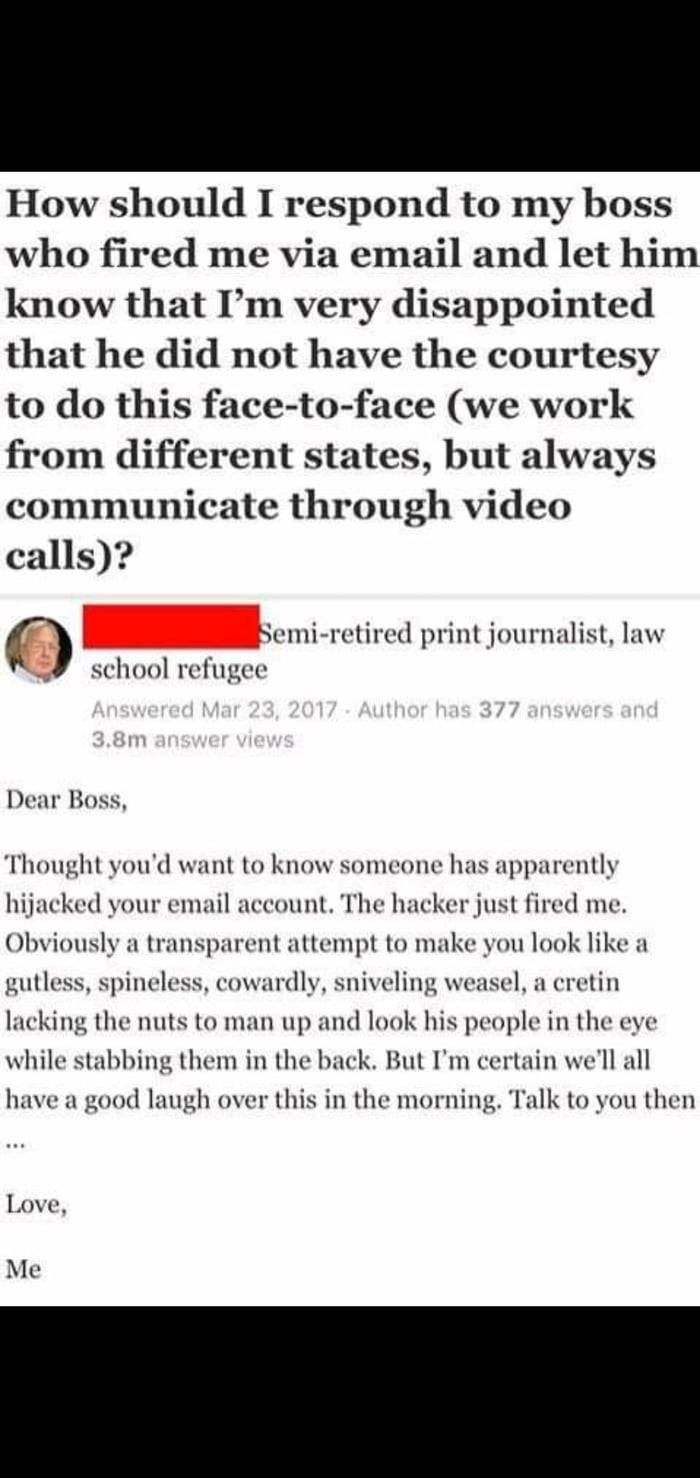 How should I respond to my boss
who fired me via email and let him
know that I’m very disappointed
that he did not have the courtesy
to do this face-to-face (we work
from different states, but always
communicate through video
calls)?
Semi-retired print journalist, law
school refugee
Answered Mar 23, 2017 · Author has 377 answers and
3.8m answer views
Dear Boss,
Thought you’d want to know someone has apparently
hijacked your email account. The hacker just fired me.
Obviously a transparent attempt to make you look like a
gutless, spineless, cowardly, sniveling weasel, a cretin
lacking the nuts to man up and look his people in the eye
while stabbing them in the back. But I’m certain we’ll all
have a good laugh over this in the morning. Talk to you then
...
Love,
Me